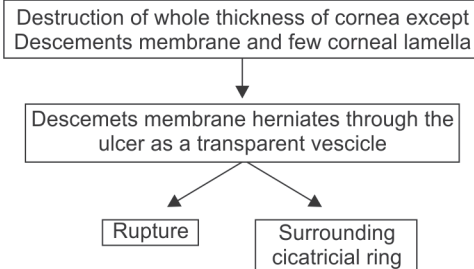 Destruction of whole thickness of cornea except
Descements membrane and few corneal lamella
Descemets membrane herniates through the
ulcer as a transparent vescicle
Rupture
Surrounding
cicatricial ring